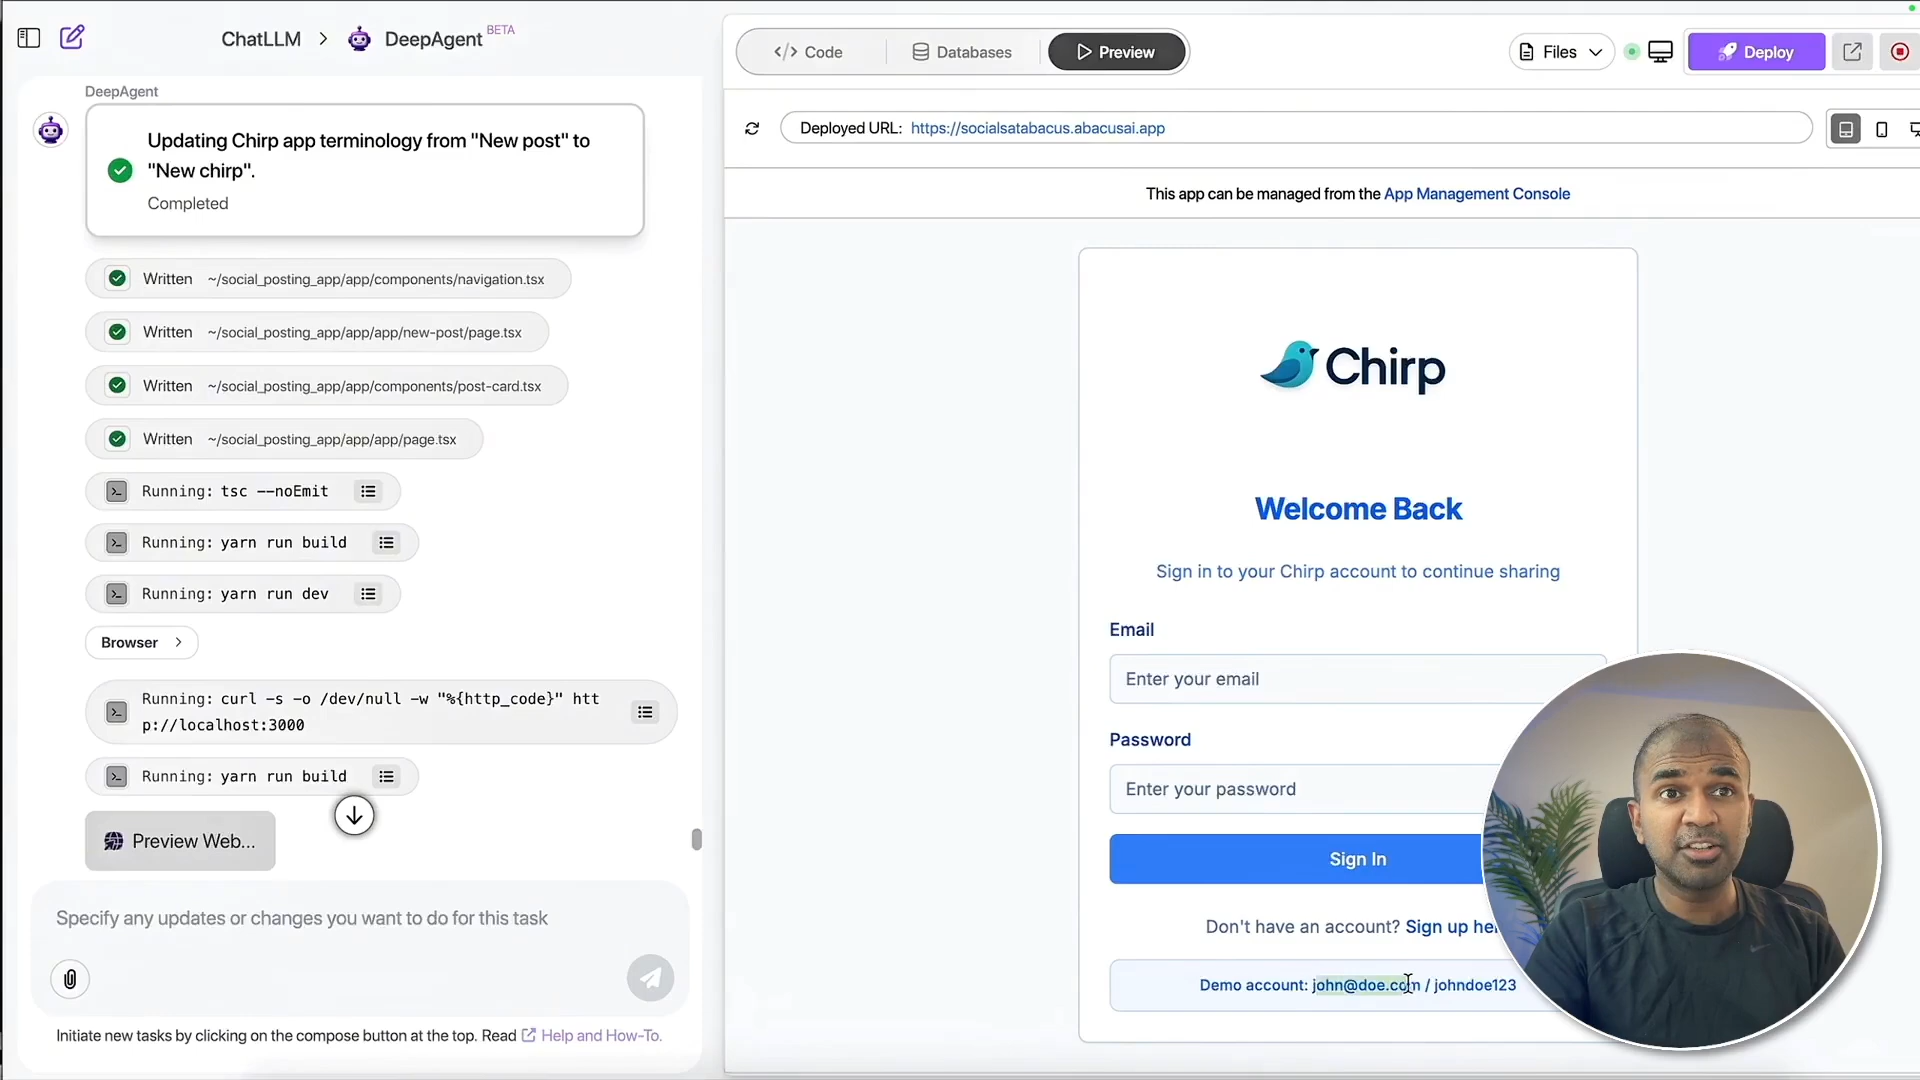 ChatLLM > DeepAgent BETA
DeepAgent
Updating Chirp app terminology from "New post" to
"New chirp".
Completed
Written ~/social_posting_app/app/components/navigation.tsx
Written ~/social_posting_app/app/app/new-post/page.tsx
Written ~/social_posting_app/app/components/post-card.tsx
Written ~/social_posting_app/app/app/page.tsx
Running: tsc --noEmit
Running: yarn run build
Running: yarn run dev
Browser >
Running: curl -s -o /dev/null -w "%{http_code}" htt
p://localhost:3000
Running: yarn run build
Preview Web...
Specify any updates or changes you want to do for this task
Initiate new tasks by clicking on the compose button at the top. Read Help and How-To.
</> Code
Databases
Preview
Files
Deploy
Deployed URL: https://socialsatabacus.abacusai.app
This app can be managed from the App Management Console
Chirp
Welcome Back
Sign in to your Chirp account to continue sharing
Email
Enter your email
Password
Enter your password
Sign In
Don't have an account? Sign up her
Demo account: john@doe.com / johndoe123